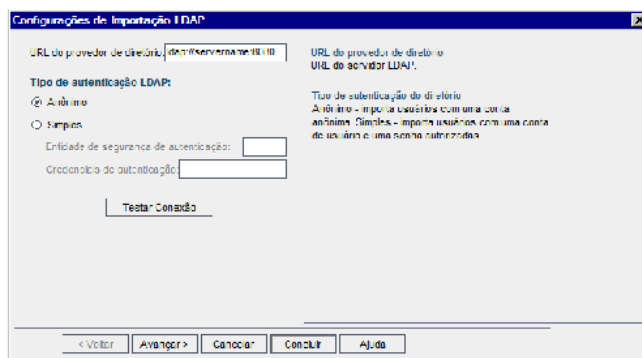 Configurações de Importação LDAP
URL do provedor de diretório: ldap://servername:8080
Tipo de autenticação LDAP:
Anônimo
Simples
Entidade de segurança de autenticação:
Credenciais de autenticação:
Testar Conexão
URL do provedor de diretório
URL do servidor LDAP.
Tipo de autenticação do diretório
Anônimo - importa usuários com uma conta
anônima. Simples - importa usuários com uma conta
de usuário e uma senha autorizadas
< Voltar Avançar > Cancelar Concluir Ajuda